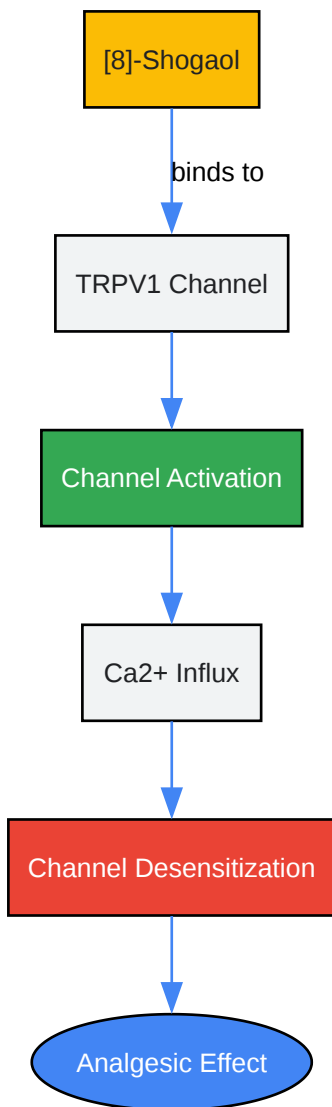 [8]-Shogaol
binds to
TRPV1 Channel
Channel Activation
Ca2+ Influx
Channel Desensitization
Analgesic Effect